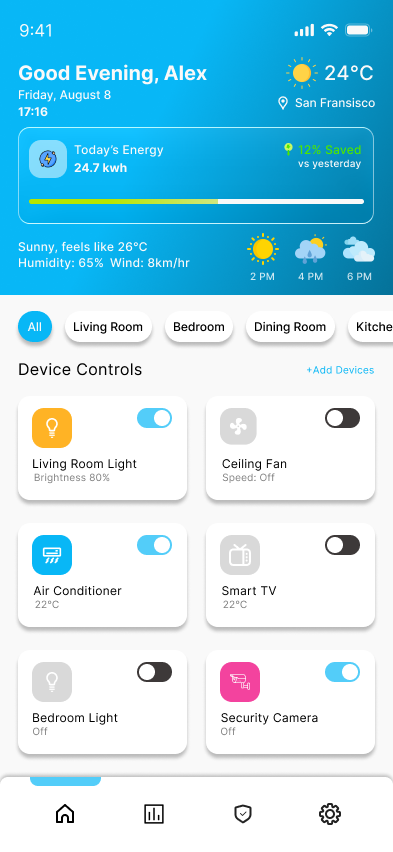 9:41
Good Evening, Alex
24°C
Friday, August 8
San Fransisco
17:16
Today's Energy
12% Saved
24.7 kwh
vs yesterday
Sunny, feels like 26°C
Humidity: 65% Wind: 8km/hr
2 PM
4 PM
6 PM
All
Living Room
Bedroom
Dining Room
Kitche
Device Controls
+Add Devices
Living Room Light
Brightness 80%
Ceiling Fan
Speed: Off
Air Conditioner
22°C
Smart TV
22°C
Bedroom Light
Off
Security Camera
Off